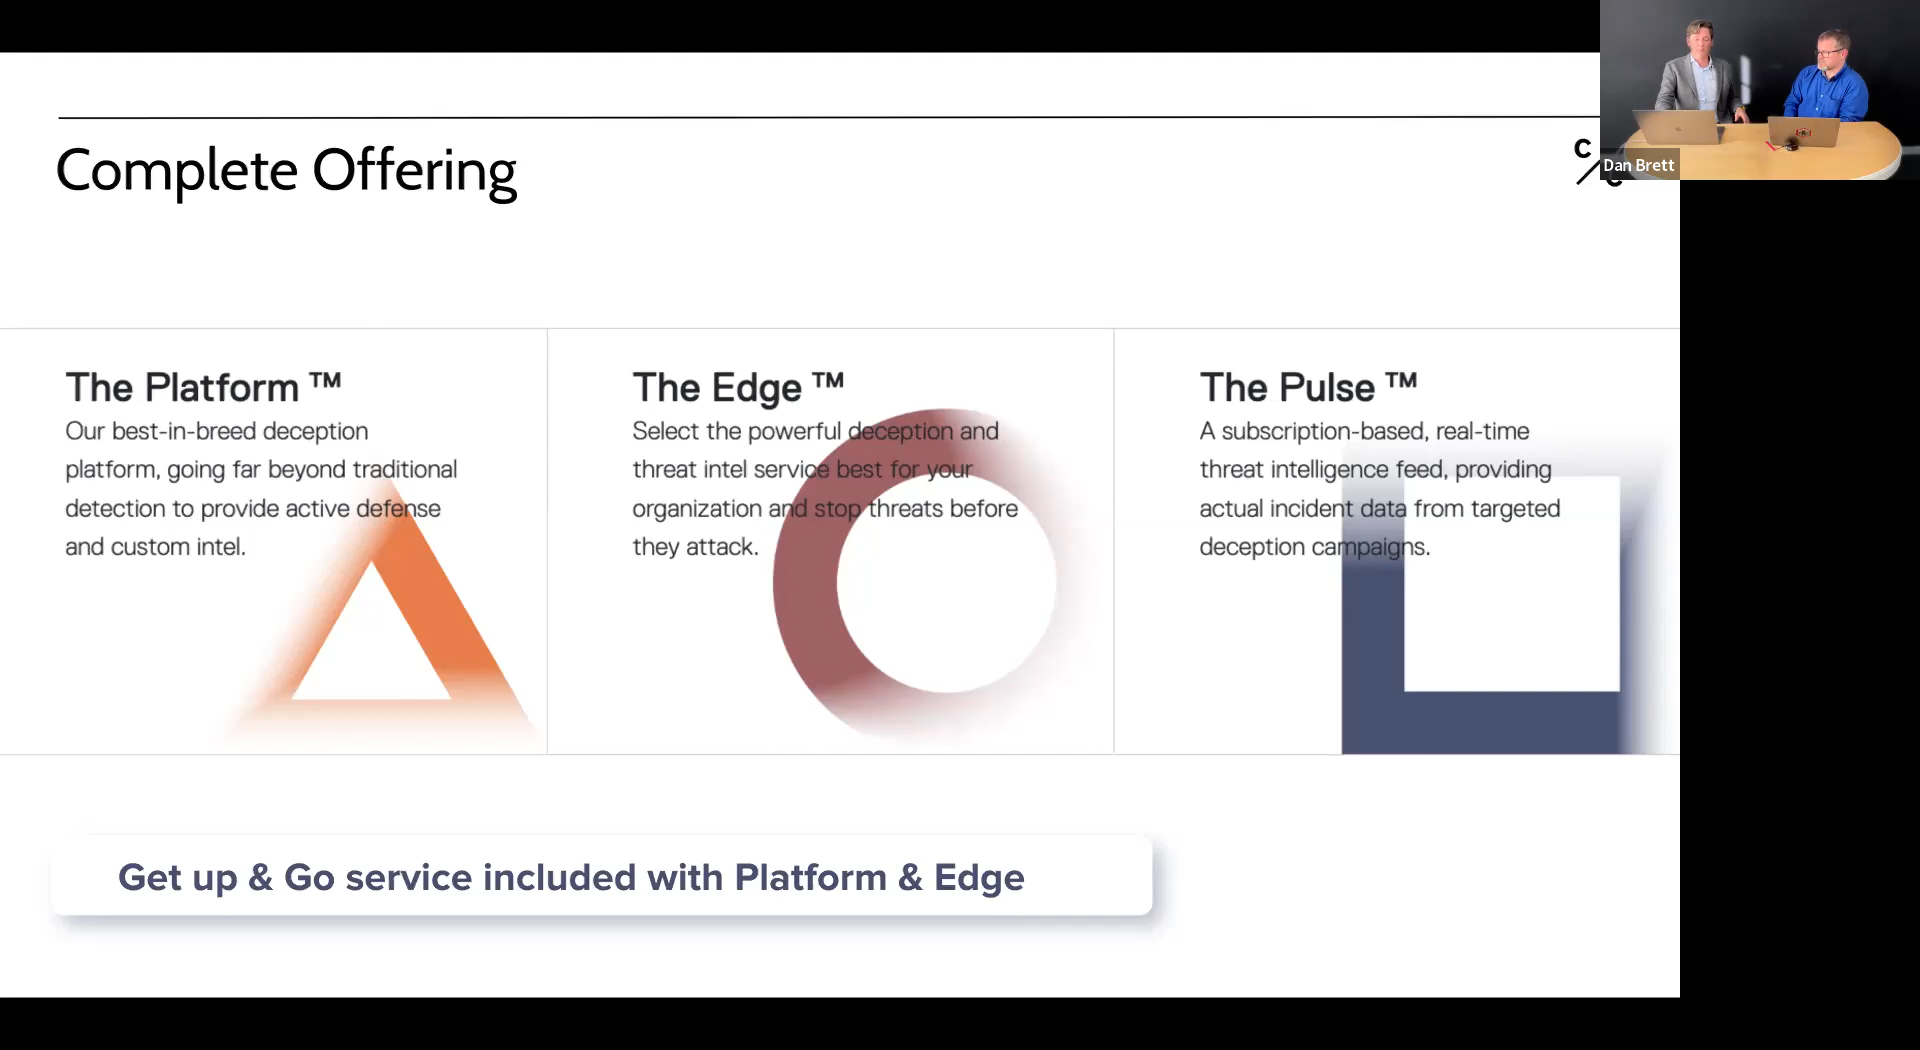 Complete Offering
C
Dan Brett
The Platform ™
Our best-in-breed deception
platform, going far beyond traditional
detection to provide active defense
and custom intel.
The Edge ™
Select the powerful deception and
threat intel service best for your
organization and stop threats before
they attack.
The Pulse ™
A subscription-based, real-time
threat intelligence feed, providing
actual incident data from targeted
deception campaigns.
Get up & Go service included with Platform & Edge